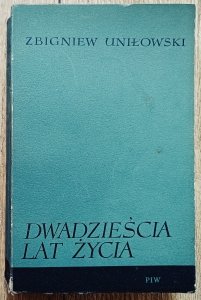 ZBIGNIEW UNIŁOWSKI
DWADZIEŚCIA
LAT ŻYCIA
PIW